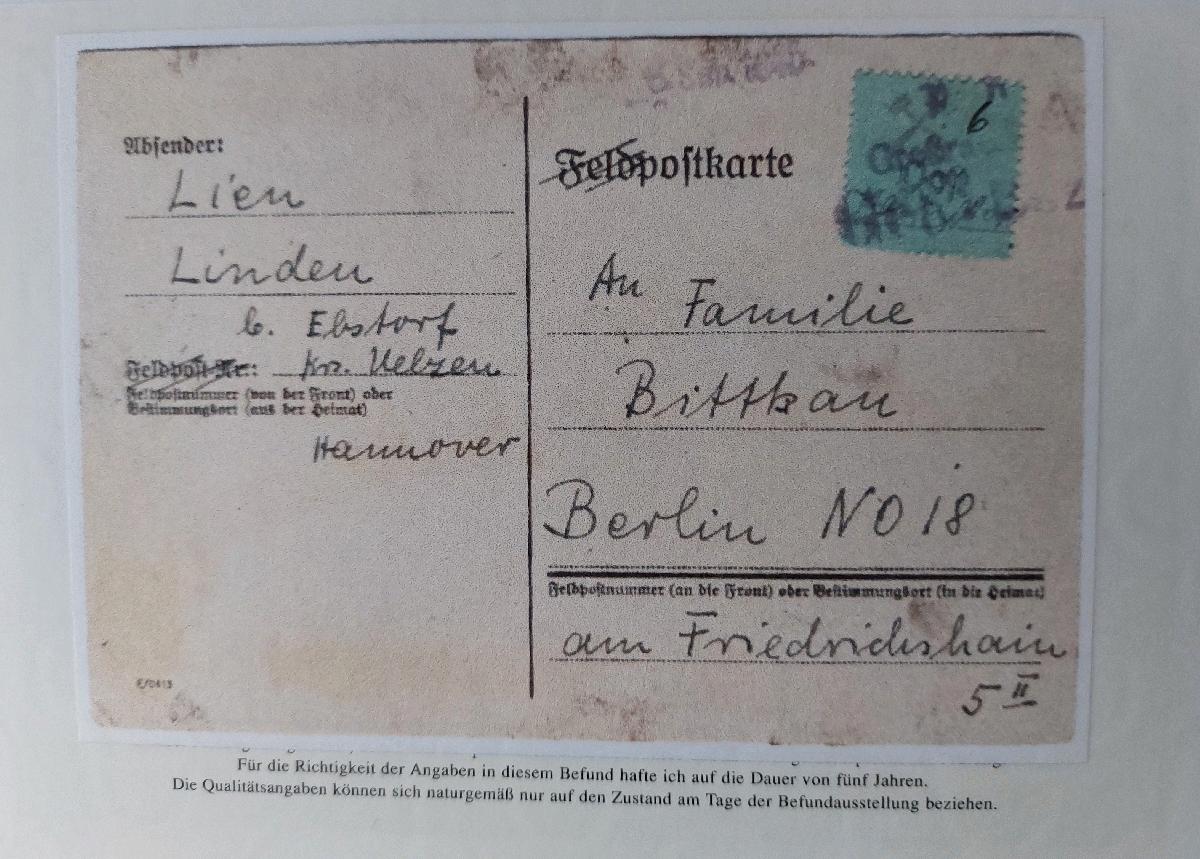 Absender:
Lien
Linden
b. Ebstorf
Feldpost-Nr.: Kr. Uelzen
Feldpostnummer (von der Front) oder
Bestimmungsort (aus der Heimat)
Hannover
E/0413
6
Feldpostkarte
An Familie
Bittkau
Berlin NO 18
Feldpostnummer (an die Front) oder Bestimmungsort (in die Heimat)
am Friedrichshain
5 II
Für die Richtigkeit der Angaben in diesem Befund hafte ich auf die Dauer von fünf Jahren.
Die Qualitätsangaben können sich naturgemäß nur auf den Zustand am Tage der Befundausstellung beziehen.